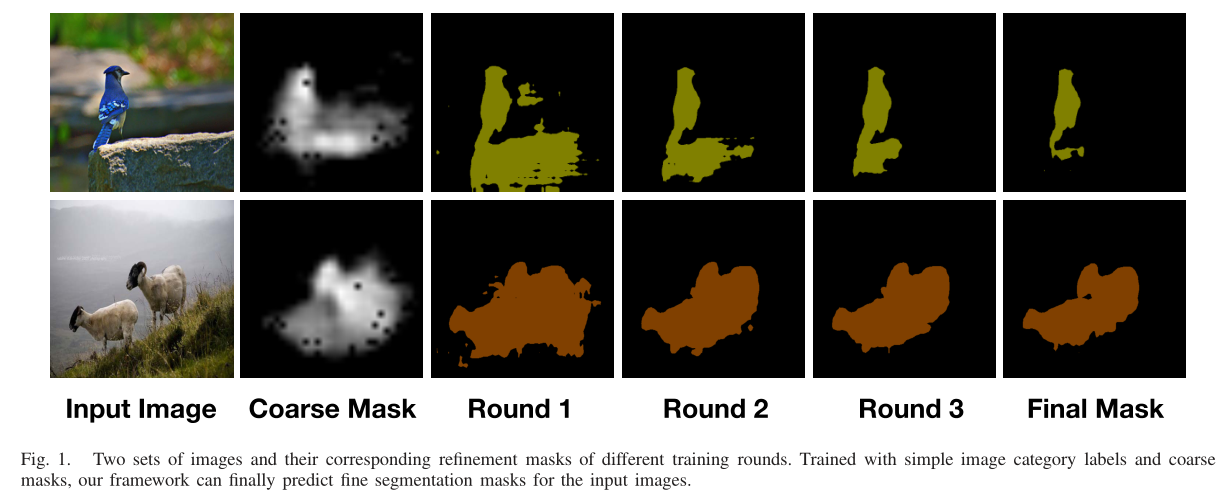 Input Image Coarse Mask Round 1 Round 2 Round 3 Final Mask
Fig. 1. Two sets of images and their corresponding refinement masks of different training rounds. Trained with simple image category labels and coarse
masks, our framework can finally predict fine segmentation masks for the input images.